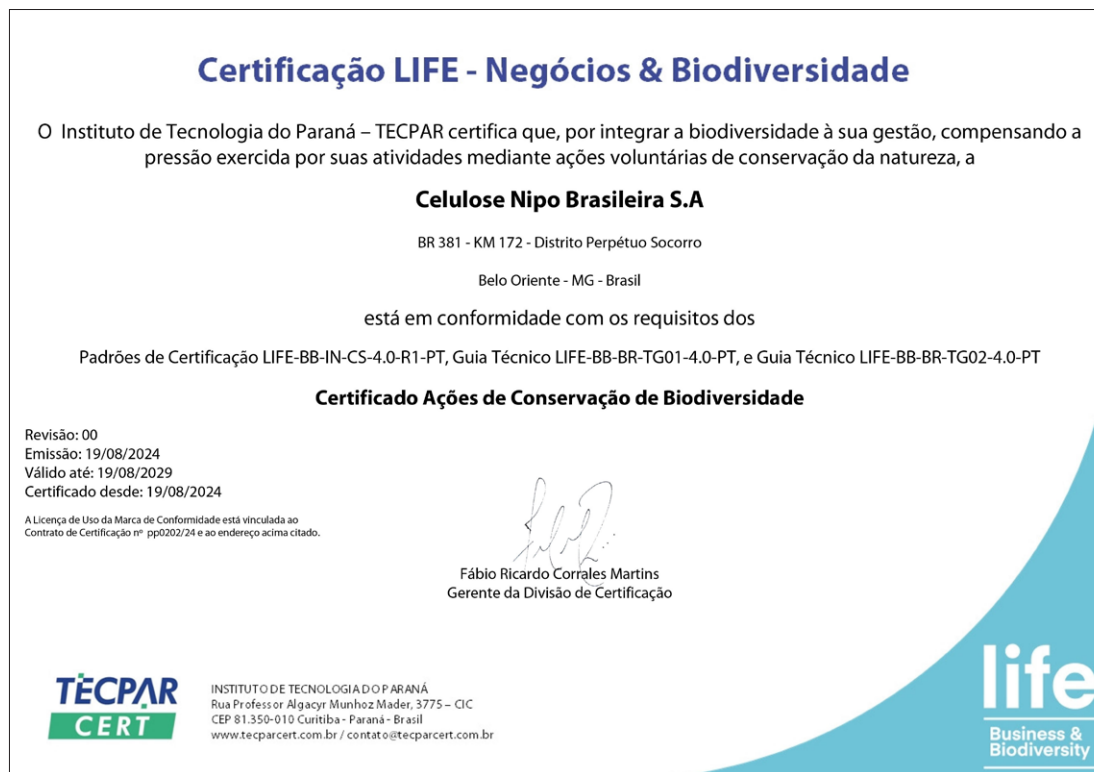 Certificação LIFE - Negócios & Biodiversidade
O Instituto de Tecnologia do Paraná – TECPAR certifica que, por integrar a biodiversidade à sua gestão, compensando a
pressão exercida por suas atividades mediante ações voluntárias de conservação da natureza, a
Celulose Nipo Brasileira S.A
BR 381 - KM 172 - Distrito Perpétuo Socorro
Belo Oriente - MG - Brasil
está em conformidade com os requisitos dos
Padrões de Certificação LIFE-BB-IN-CS-4.0-R1-PT, Guia Técnico LIFE-BB-BR-TG01-4.0-PT, e Guia Técnico LIFE-BB-BR-TG02-4.0-PT
Certificado Ações de Conservação de Biodiversidade
Revisão: 00
Emissão: 19/08/2024
Válido até: 19/08/2029
Certificado desde: 19/08/2024
A Licença de Uso da Marca de Conformidade está vinculada ao
Contrato de Certificação nº pp0202/24 e ao endereço acima citado.
Fábio Ricardo Corrales Martins
Gerente da Divisão de Certificação
TECPAR
CERT
INSTITUTO DE TECNOLOGIA DO PARANÁ
Rua Professor Algacyr Munhoz Mader, 3775 – CIC
CEP 81.350-010 Curitiba - Paraná - Brasil
www.tecparcert.com.br / contato@tecparcert.com.br
life
Business &
Biodiversity